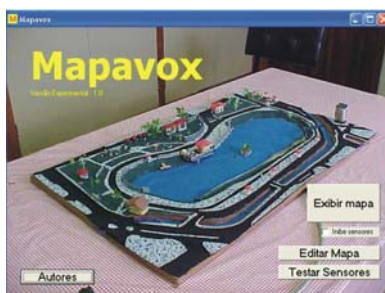 Mapavox
Mapavox
Versão Experimental - 1.0
Exibir mapa
Inibe sensores
Editar Mapa
Testar Sensores
Autores